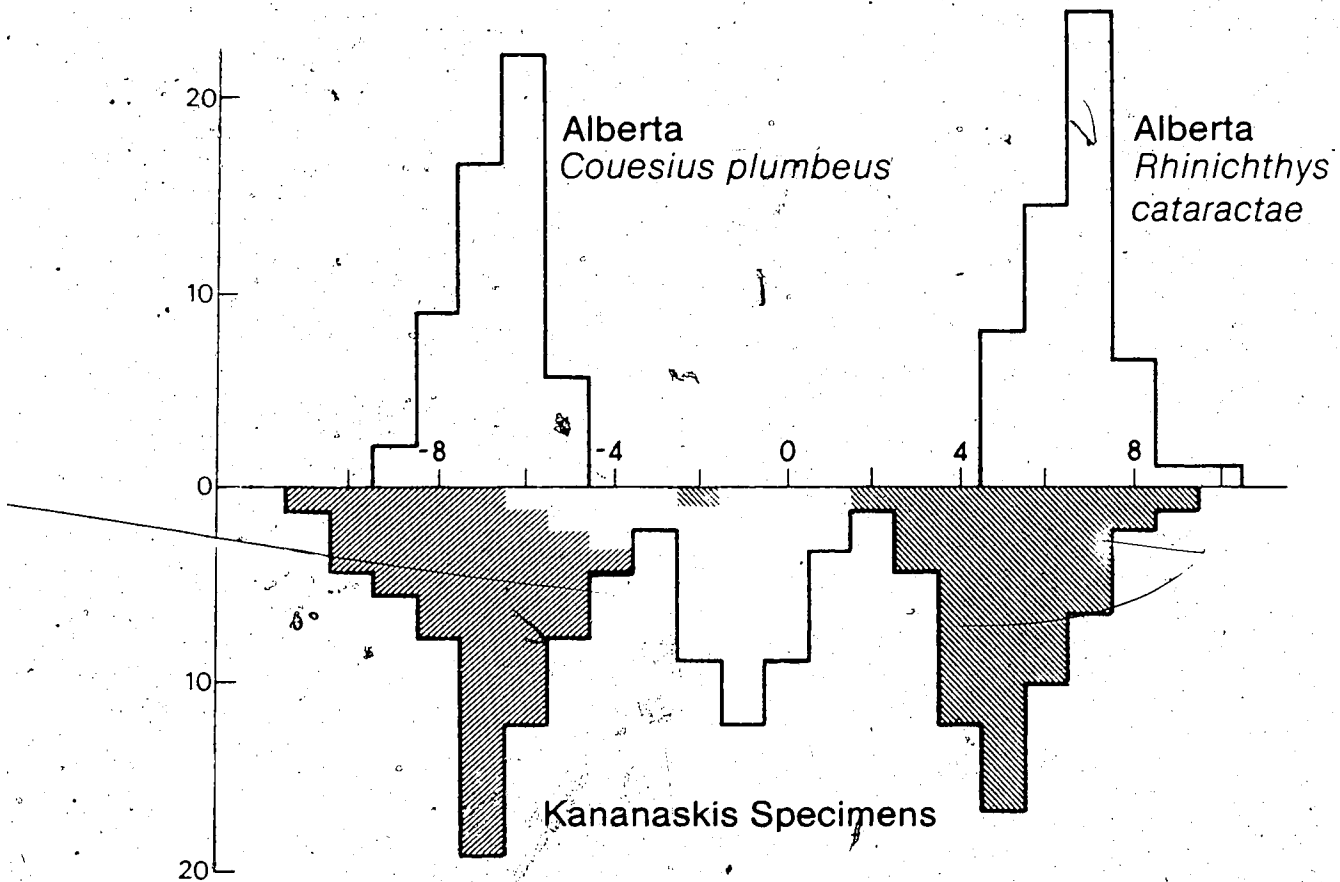 20
Alberta
Couesius plumbeus
Alberta
Rhinichthys
cataractae
10
-8
-4
0
4
8
0
10
Kananaskis Specimens
20